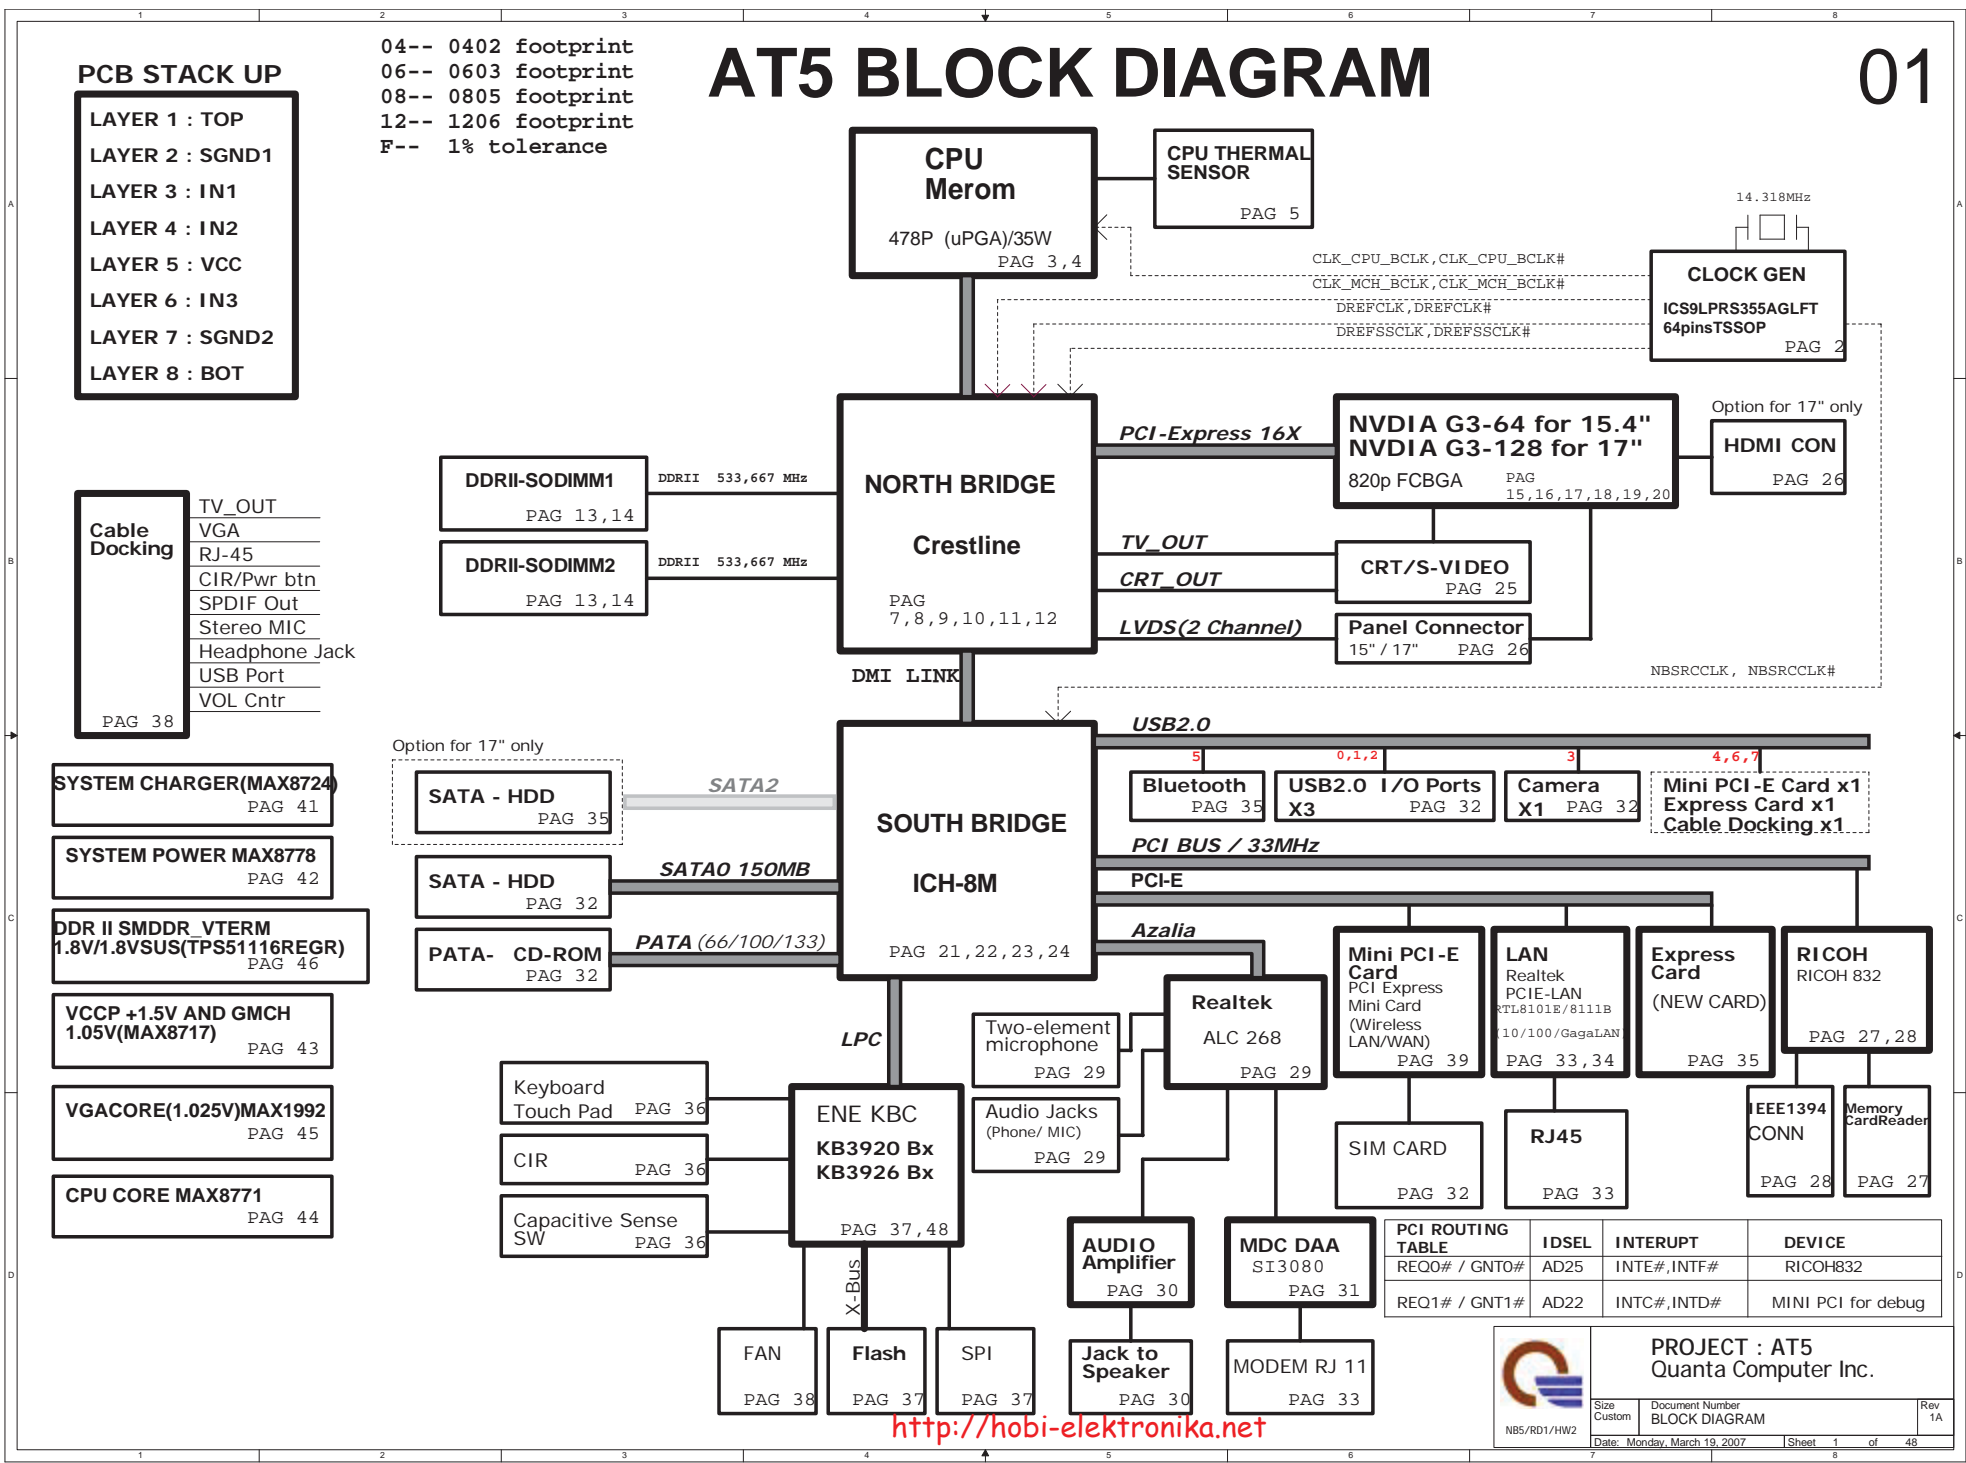 AT5 BLOCK DIAGRAM
01
04-- 0402 footprint
06-- 0603 footprint
08-- 0805 footprint
12-- 1206 footprint
F-- 1% tolerance
PCB STACK UP
LAYER 1 : TOP
LAYER 2 : SGND1
LAYER 3 : IN1
LAYER 4 : IN2
LAYER 5 : VCC
LAYER 6 : IN3
LAYER 7 : SGND2
LAYER 8 : BOT
CPU
Merom
478P (uPGA)/35W
PAG 3,4
CPU THERMAL
SENSOR
PAG 5
14.318MHz
CLOCK GEN
ICS9LPRS355AGLFT
64pinsTSSOP
PAG 2
CLK_CPU_BCLK,CLK_CPU_BCLK#
CLK_MCH_BCLK,CLK_MCH_BCLK#
DREFCLK,DREFCLK#
DREFSSCLK,DREFSSCLK#
NBSRCCLK, NBSRCCLK#
NORTH BRIDGE
Crestline
PAG
7,8,9,10,11,12
DDRII-SODIMM1
PAG 13,14
DDRII 533,667 MHz
DDRII-SODIMM2
PAG 13,14
DDRII 533,667 MHz
PCI-Express 16X
NVDIA G3-64 for 15.4"
NVDIA G3-128 for 17"
820p FCBGA
PAG
15,16,17,18,19,20
Option for 17" only
HDMI CON
PAG 26
TV_OUT
CRT_OUT
CRT/S-VIDEO
PAG 25
LVDS(2 Channel)
Panel Connector
15" / 17"
PAG 26
DMI LINK
Cable
Docking
PAG 38
TV_OUT
VGA
RJ-45
CIR/Pwr btn
SPDIF Out
Stereo MIC
Headphone Jack
USB Port
VOL Cntr
SYSTEM CHARGER(MAX8724)
PAG 41
SYSTEM POWER MAX8778
PAG 42
DDR II SMDDR_VTERM
1.8V/1.8VSUS(TPS51116REGR)
PAG 46
VCCP +1.5V AND GMCH
1.05V(MAX8717)
PAG 43
VGACORE(1.025V)MAX1992
PAG 45
CPU CORE MAX8771
PAG 44
SOUTH BRIDGE
ICH-8M
PAG 21,22,23,24
Option for 17" only
SATA - HDD
PAG 35
SATA2
SATA - HDD
PAG 32
SATA0 150MB
PATA- CD-ROM
PAG 32
PATA (66/100/133)
USB2.0
5
0,1,2
3
4,6,7
Bluetooth
PAG 35
USB2.0 I/O Ports
X3
PAG 32
Camera
X1
PAG 32
Mini PCI-E Card x1
Express Card x1
Cable Docking x1
PCI BUS / 33MHz
PCI-E
Azalia
LPC
Mini PCI-E
Card
PCI Express
Mini Card
(Wireless
LAN/WAN)
PAG 39
LAN
Realtek
PCIE-LAN
RTL8101E/8111B
(10/100/GagaLAN)
PAG 33,34
Express
Card
(NEW CARD)
PAG 35
RICOH
RICOH 832
PAG 27,28
SIM CARD
PAG 32
RJ45
PAG 33
IEEE1394
CONN
PAG 28
Memory
CardReader
PAG 27
Realtek
ALC 268
PAG 29
Two-element
microphone
PAG 29
Audio Jacks
(Phone/ MIC)
PAG 29
AUDIO
Amplifier
PAG 30
Jack to
Speaker
PAG 30
MDC DAA
SI3080
PAG 31
MODEM RJ 11
PAG 33
ENE KBC
KB3920 Bx
KB3926 Bx
PAG 37,48
Keyboard
Touch Pad
PAG 36
CIR
PAG 36
Capacitive Sense
SW
PAG 36
X-Bus
FAN
PAG 38
Flash
PAG 37
SPI
PAG 37
PCI ROUTING TABLE IDSEL INTERUPT DEVICE
REQ0# / GNT0# AD25 INTE#,INTF# RICOH832
REQ1# / GNT1# AD22 INTC#,INTD# MINI PCI for debug
NB5/RD1/HW2
PROJECT : AT5
Quanta Computer Inc.
Size
Custom
Document Number
BLOCK DIAGRAM
Rev
1A
Date: Monday, March 19, 2007
Sheet 1 of 48
http://hobi-elektronika.net
1 2 3 4 5 6 7 8
1 2 3 4 5 6 7 8
A B C D
A B C D